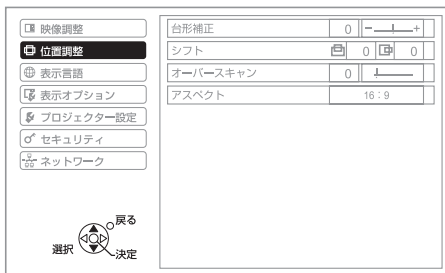 映像調整
位置調整
表示言語
表示オプション
プロジェクター設定
セキュリティ
ネットワーク
台形補正 0 - +
シフト 0 0
オーバースキャン 0
アスペクト 16:9
戻る
選択
決定